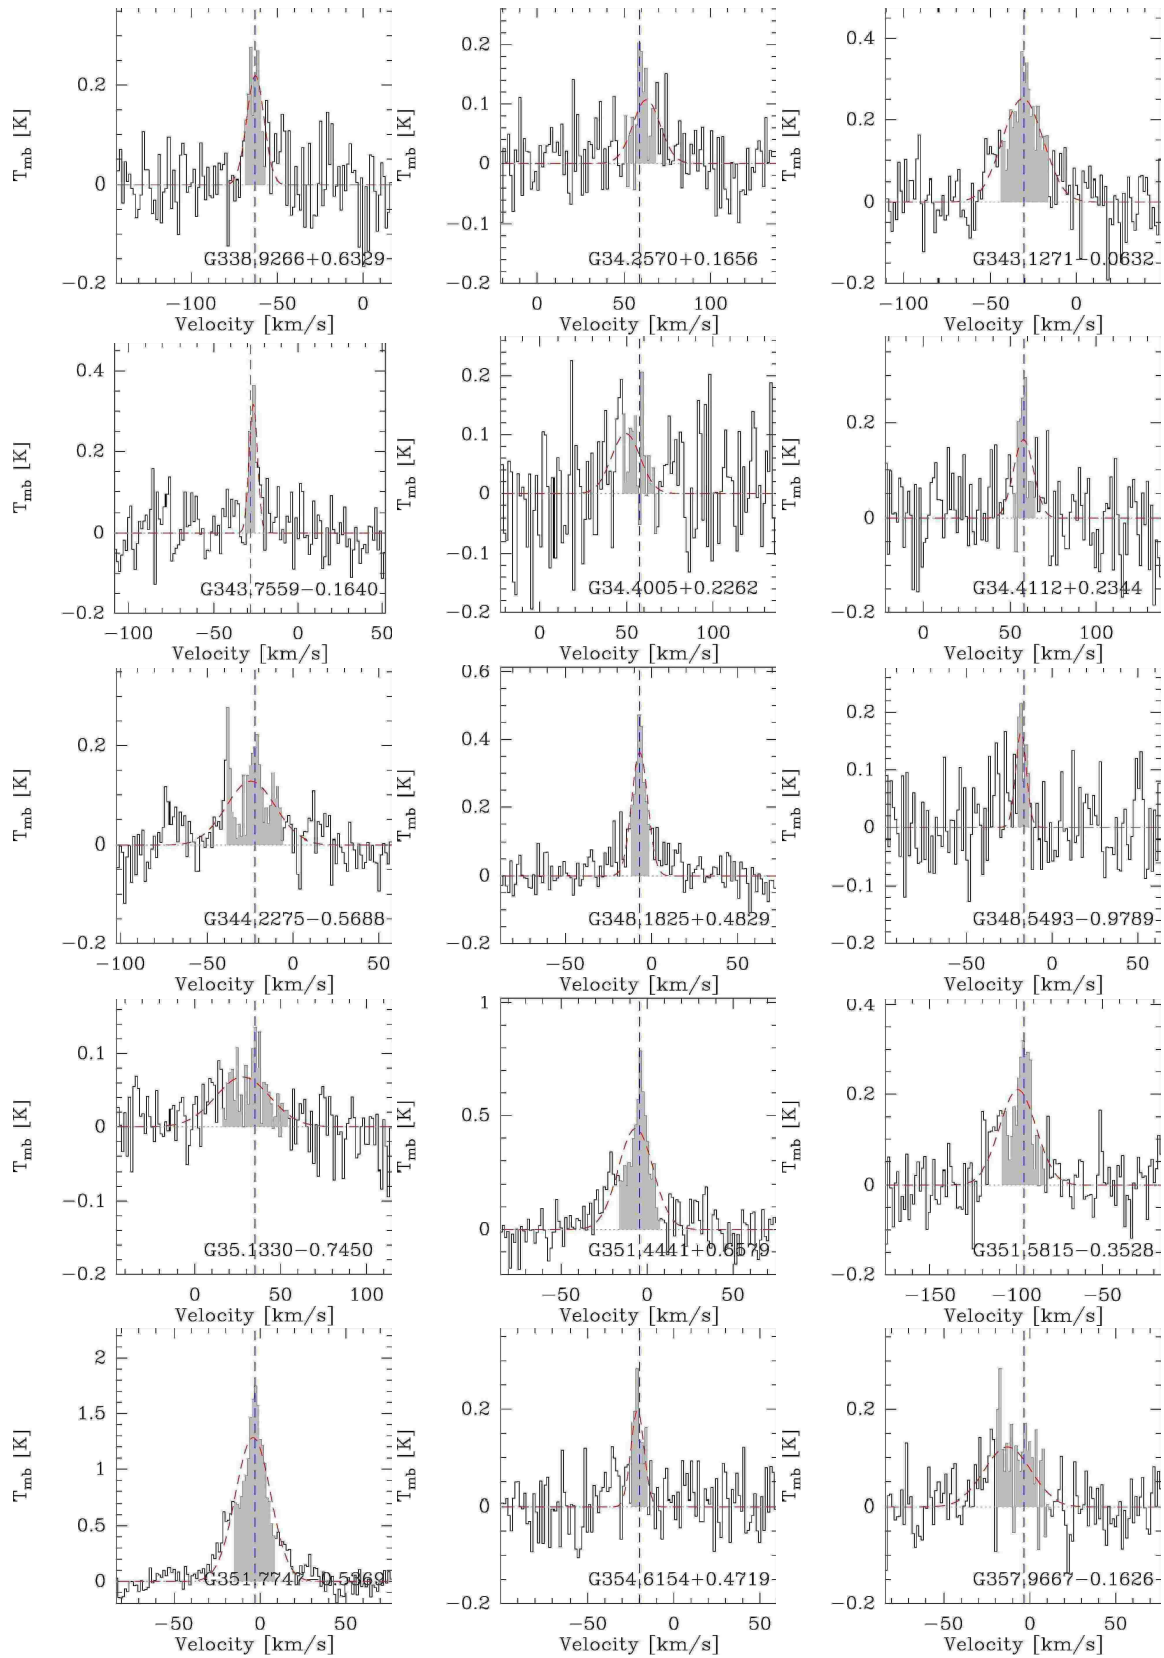 0.2
0
−0.2
T_mb [K]
G338.9266+0.6329
−100 −50 0
Velocity [km/s]
0.2
0.1
0
−0.1
−0.2
T_mb [K]
G34.2570+0.1656
0 50 100
Velocity [km/s]
0.4
0.2
0
−0.2
T_mb [K]
G343.1271−0.0632
−100 −50 0
Velocity [km/s]
0.4
0.2
0
−0.2
T_mb [K]
G343.7559−0.1640
−100 −50 0 50
Velocity [km/s]
0.2
0.1
0
−0.1
−0.2
T_mb [K]
G34.4005+0.2262
0 50 100
Velocity [km/s]
0.2
0
−0.2
T_mb [K]
G34.4112+0.2344
0 50 100
Velocity [km/s]
0.2
0
−0.2
T_mb [K]
G344.2275−0.5688
−100 −50 0 50
Velocity [km/s]
0.6
0.4
0.2
0
−0.2
T_mb [K]
G348.1825+0.4829
−50 0 50
Velocity [km/s]
0.2
0.1
0
−0.1
−0.2
T_mb [K]
G348.5493−0.9789
−50 0 50
Velocity [km/s]
0.1
0
−0.1
−0.2
T_mb [K]
G35.1330−0.7450
0 50 100
Velocity [km/s]
1
0.5
0
T_mb [K]
G351.4441+0.6579
−50 0 50
Velocity [km/s]
0.4
0.2
0
−0.2
T_mb [K]
G351.5815−0.3528
−150 −100 −50
Velocity [km/s]
2
1.5
1
0.5
0
T_mb [K]
G351.7747−0.5369
−50 0 50
Velocity [km/s]
0.2
0
−0.2
T_mb [K]
G354.6154+0.4719
−50 0 50
Velocity [km/s]
0.2
0
−0.2
T_mb [K]
G357.9667−0.1626
−50 0 50
Velocity [km/s]